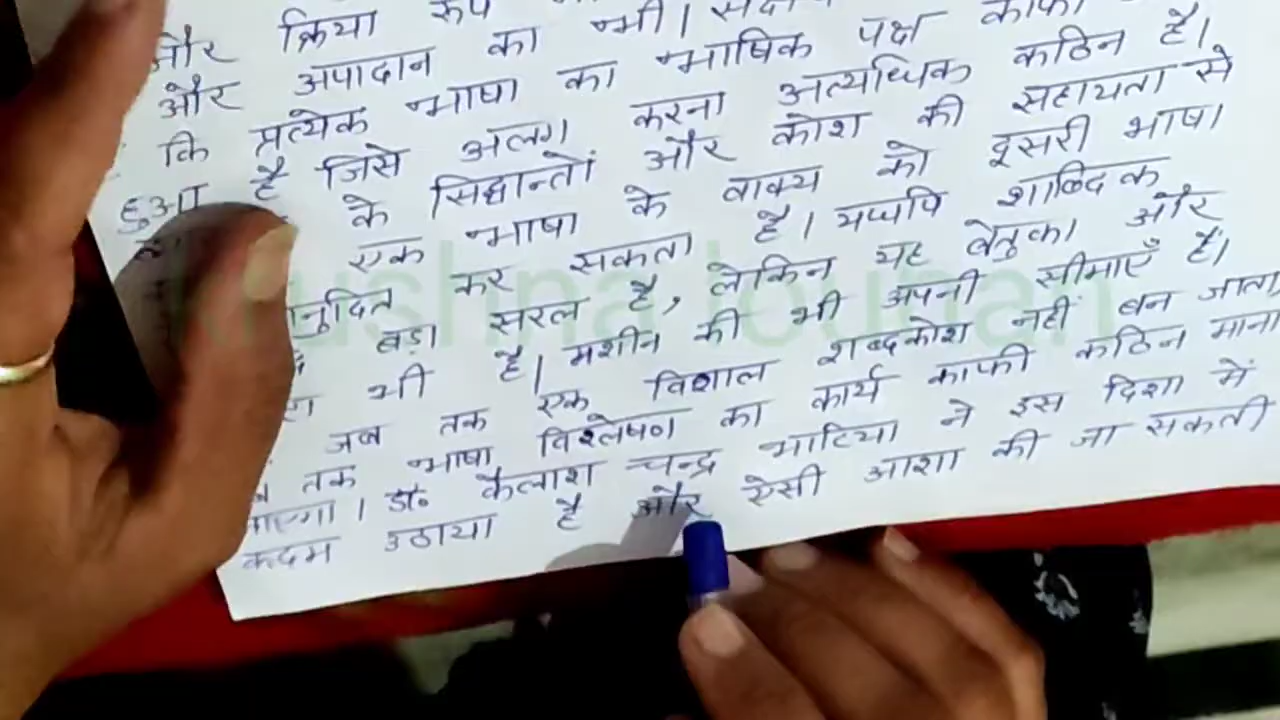 और क्रिया रूप
और अपादान का भी।
कि प्रत्येक भाषा का भाषिक पक्ष काफी
हुआ है जिसे अलग करना अत्यधिक कठिन है।
के सिद्धान्तों और कोश की सहायता से
एक भाषा के वाक्य को दूसरी भाषा
अनुदित कर सकता है। यद्यपि शाब्दिक
बड़ा सरल है, लेकिन यह बेतुका और
भी है। मशीन की भी अपनी सीमाएँ हैं।
जब तक एक विशाल शब्दकोश नहीं बन जाता
तक भाषा विश्लेषण का कार्य काफी कठिन माना
जाएगा। डॉ॰ कैलाश चन्द्र भाटिया ने इस दिशा में
कदम उठाया है और ऐसी आशा की जा सकती
krushna lounari